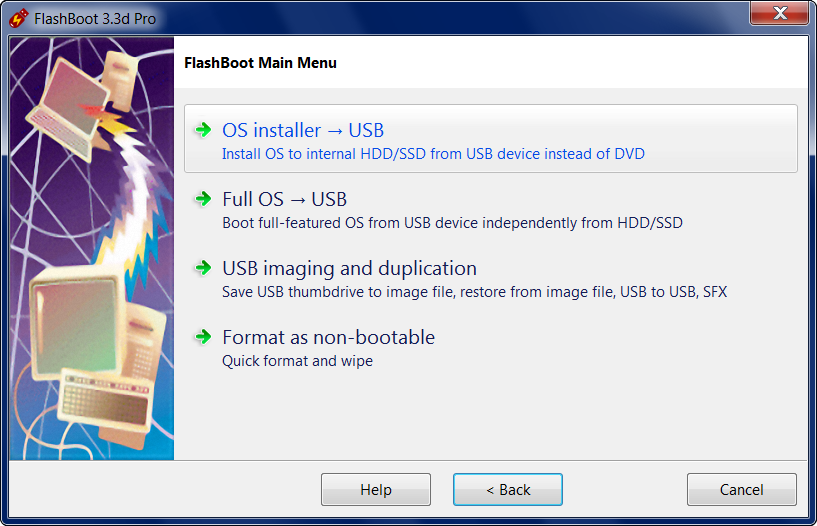 FlashBoot 3.3d Pro
FlashBoot Main Menu
OS installer → USB
Install OS to internal HDD/SSD from USB device instead of DVD
Full OS → USB
Boot full-featured OS from USB device independently from HDD/SSD
USB imaging and duplication
Save USB thumbdrive to image file, restore from image file, USB to USB, SFX
Format as non-bootable
Quick format and wipe
Help
< Back
Cancel